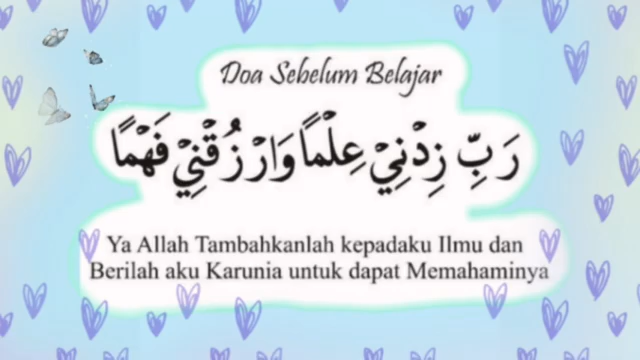 Doa Sebelum Belajar
رَبِّ زِدْنِيْ عِلْمًا وَارْزُقْنِيْ فَهْمًا
Ya Allah Tambahkanlah kepadaku Ilmu dan
Berilah aku Karunia untuk dapat Memahaminya